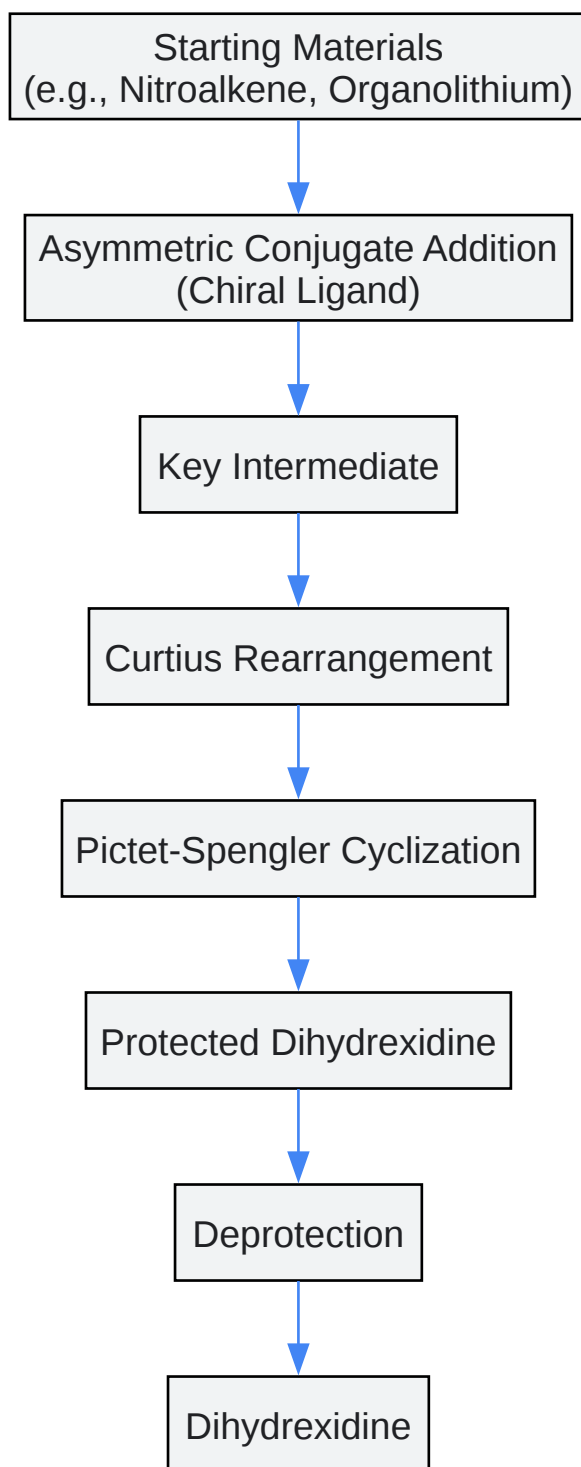 Starting Materials
(e.g., Nitroalkene, Organolithium)
Asymmetric Conjugate Addition
(Chiral Ligand)
Key Intermediate
Curtius Rearrangement
Pictet-Spengler Cyclization
Protected Dihydrexidine
Deprotection
Dihydrexidine